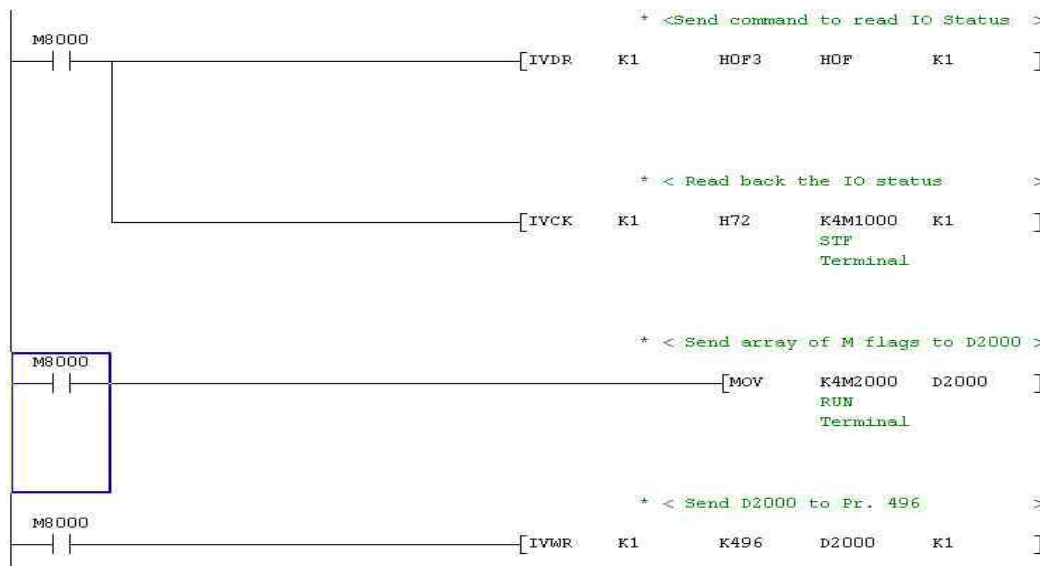 * <Send command to read IO Status >
M8000
[IVDR K1 H0F3 H0F K1 ]
* < Read back the IO status >
[IVCK K1 H72 K4M1000 K1 ]
STF
Terminal
* < Send array of M flags to D2000 >
M8000
[MOV K4M2000 D2000 ]
RUN
Terminal
* < Send D2000 to Pr. 496 >
M8000
[IVWR K1 K496 D2000 K1 ]